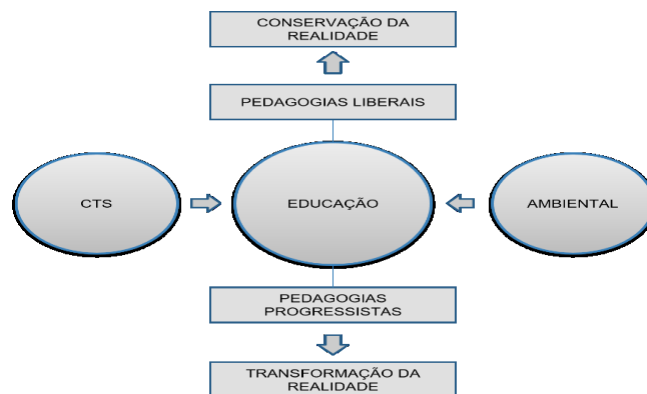 CONSERVAÇÃO DA
REALIDADE
PEDAGOGIAS LIBERAIS
CTS
EDUCAÇÃO
AMBIENTAL
PEDAGOGIAS
PROGRESSISTAS
TRANSFORMAÇÃO DA
REALIDADE